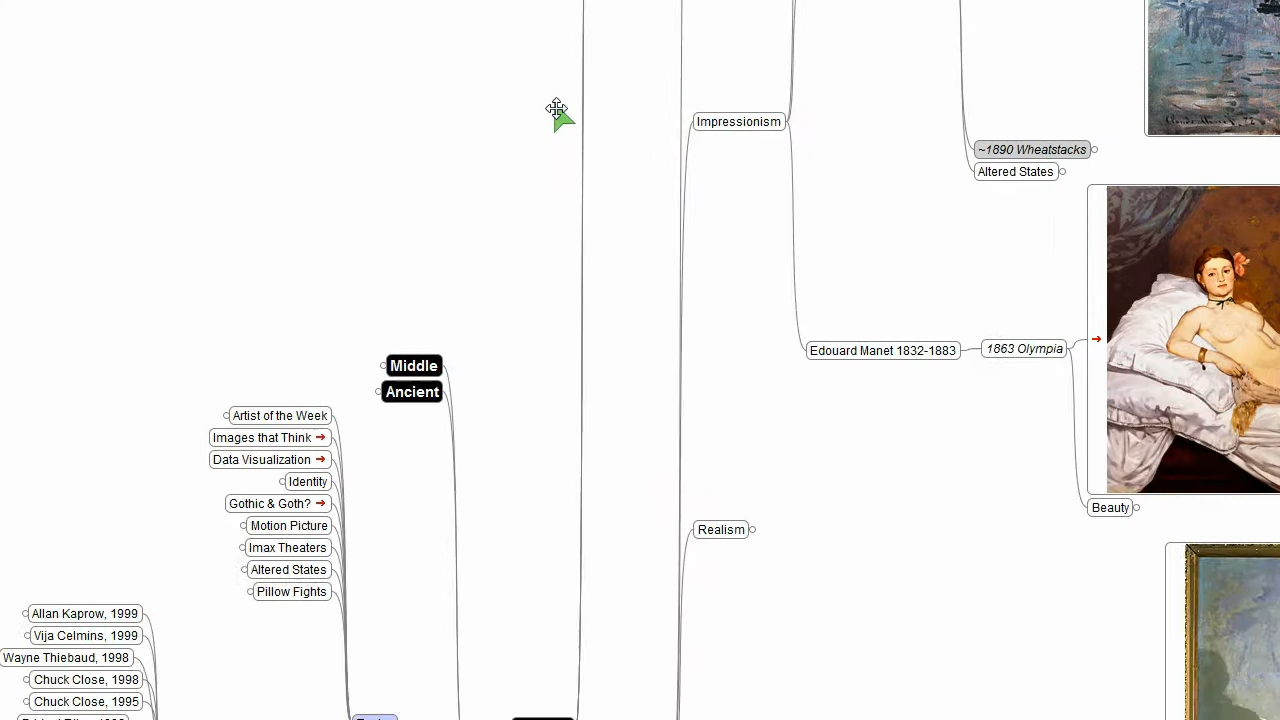 Impressionism
~1890 Wheatstacks
Altered States
Edouard Manet 1832-1883
1863 Olympia
Beauty
Realism
Middle
Ancient
Artist of the Week
Images that Think
Data Visualization
Identity
Gothic & Goth?
Motion Picture
Imax Theaters
Altered States
Pillow Fights
Allan Kaprow, 1999
Vija Celmins, 1999
Wayne Thiebaud, 1998
Chuck Close, 1998
Chuck Close, 1995